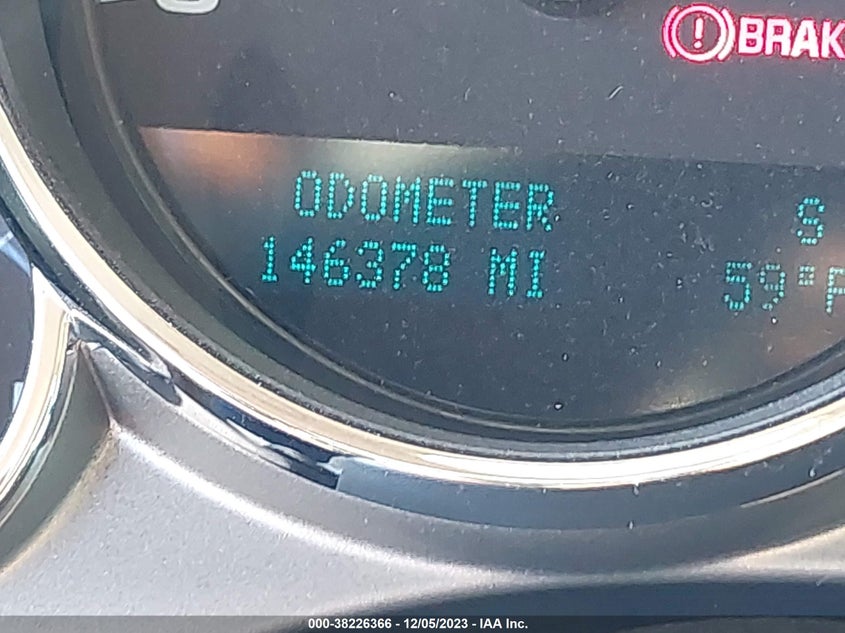 BRAK
ODOMETER
S
146378 MI
59°F
000-38226366 - 12/05/2023 - IAA Inc.